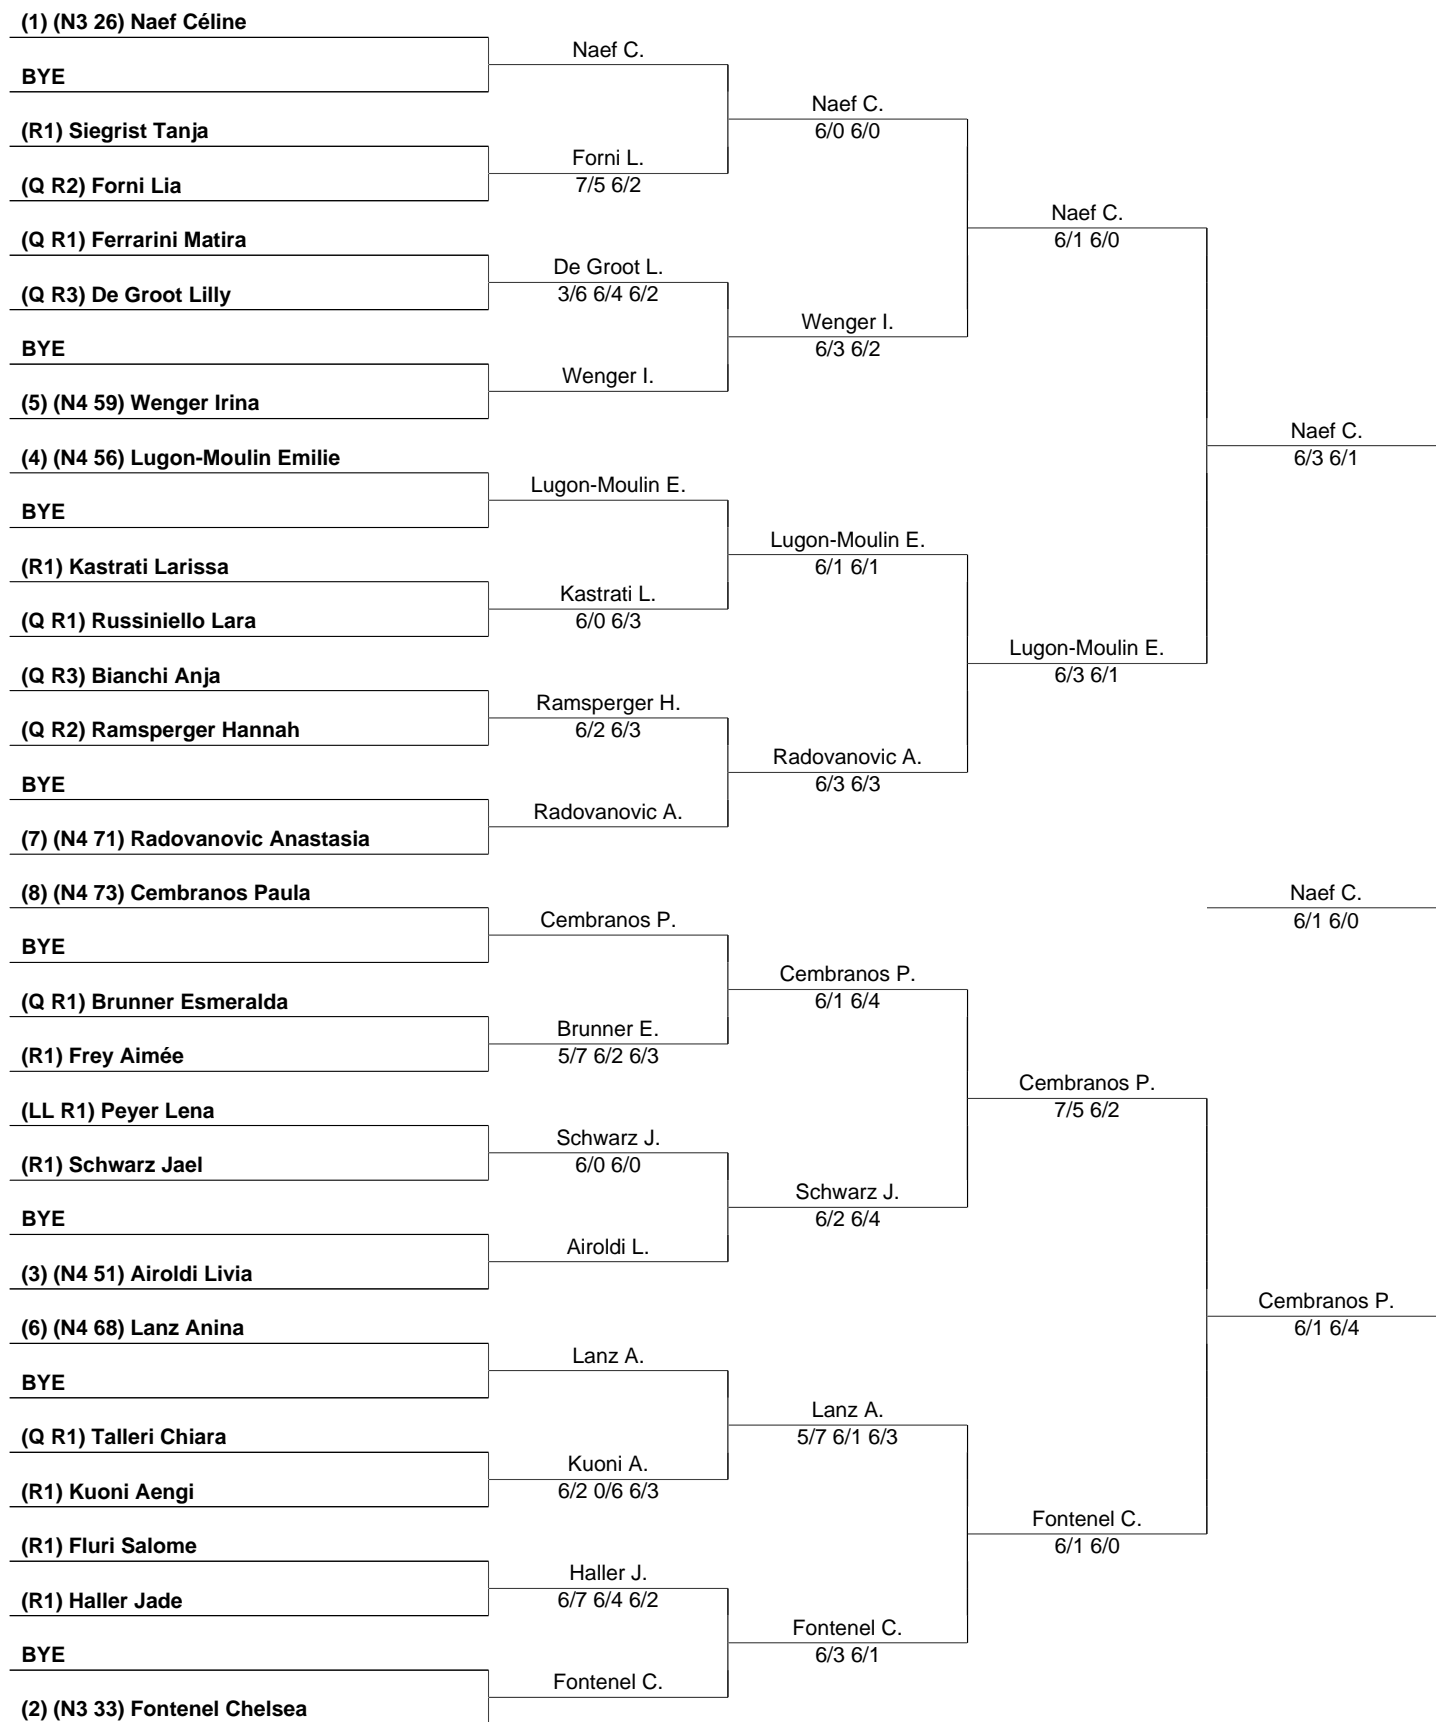 (1) (N3 26) Naef Céline
BYE
(R1) Siegrist Tanja
(Q R2) Forni Lia
(Q R1) Ferrarini Matira
(Q R3) De Groot Lilly
BYE
(5) (N4 59) Wenger Irina
(4) (N4 56) Lugon-Moulin Emilie
BYE
(R1) Kastrati Larissa
(Q R1) Russiniello Lara
(Q R3) Bianchi Anja
(Q R2) Ramsperger Hannah
BYE
(7) (N4 71) Radovanovic Anastasia
(8) (N4 73) Cembranos Paula
BYE
(Q R1) Brunner Esmeralda
(R1) Frey Aimée
(LL R1) Peyer Lena
(R1) Schwarz Jael
BYE
(3) (N4 51) Airoldi Livia
(6) (N4 68) Lanz Anina
BYE
(Q R1) Talleri Chiara
(R1) Kuoni Aengi
(R1) Fluri Salome
(R1) Haller Jade
BYE
(2) (N3 33) Fontenel Chelsea
Naef C.
Forni L.
7/5 6/2
De Groot L.
3/6 6/4 6/2
Wenger I.
Lugon-Moulin E.
Kastrati L.
6/0 6/3
Ramsperger H.
6/2 6/3
Radovanovic A.
Cembranos P.
Brunner E.
5/7 6/2 6/3
Schwarz J.
6/0 6/0
Airoldi L.
Lanz A.
Kuoni A.
6/2 0/6 6/3
Haller J.
6/7 6/4 6/2
Fontenel C.
Naef C.
6/0 6/0
Wenger I.
6/3 6/2
Lugon-Moulin E.
6/1 6/1
Radovanovic A.
6/3 6/3
Cembranos P.
6/1 6/4
Schwarz J.
6/2 6/4
Lanz A.
5/7 6/1 6/3
Fontenel C.
6/3 6/1
Naef C.
6/1 6/0
Lugon-Moulin E.
6/3 6/1
Cembranos P.
7/5 6/2
Fontenel C.
6/1 6/0
Naef C.
6/3 6/1
Naef C.
6/1 6/0
Cembranos P.
6/1 6/4